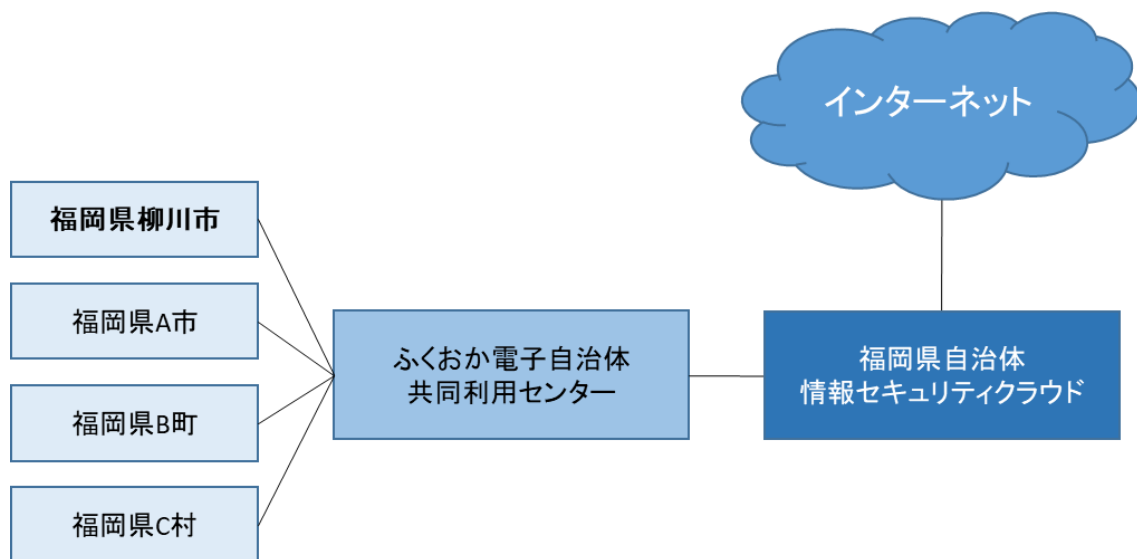 インターネット
福岡県柳川市
福岡県A市
福岡県B町
福岡県C村
ふくおか電子自治体
共同利用センター
福岡県自治体
情報セキュリティクラウド